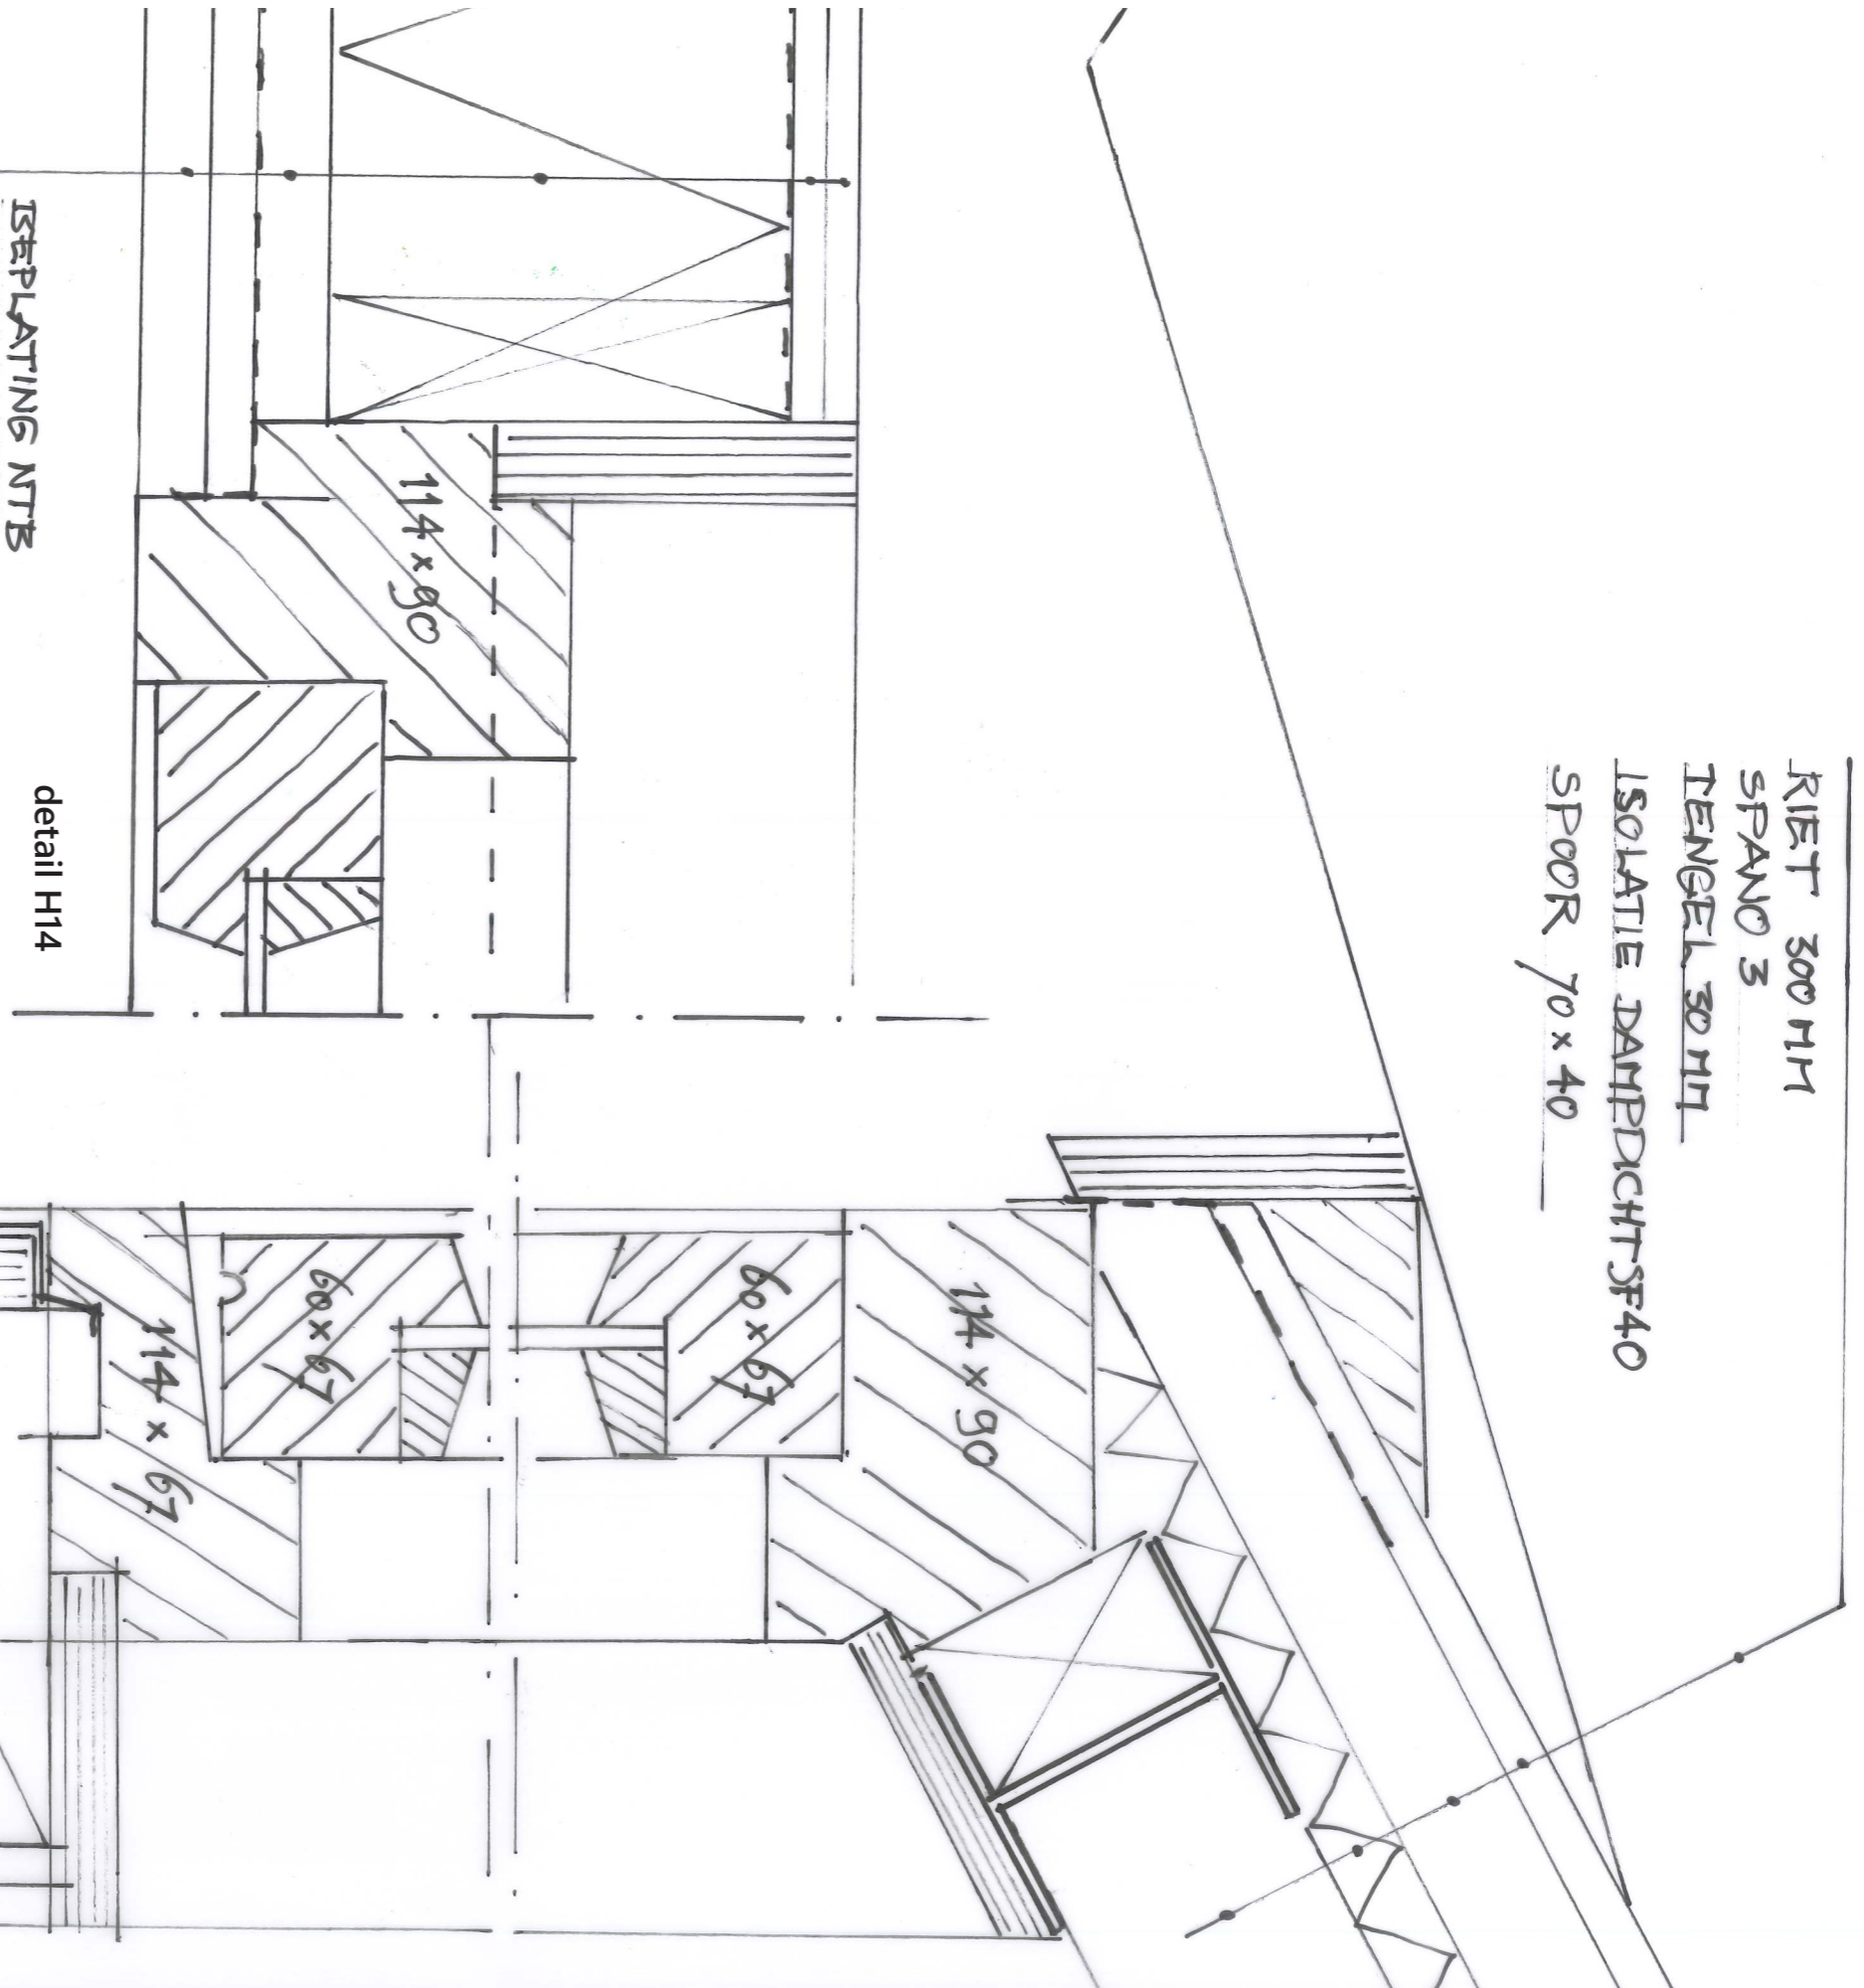 RIET 300 MM
SPANO 3
TENGEL 30 MM
ISOLATIE DAMPDICHT SF40
SPOOR 70 x 40
114 x 90
114 x 90
60 x 67
60 x 67
114 x 67
BEPLATING NTB
detail H14